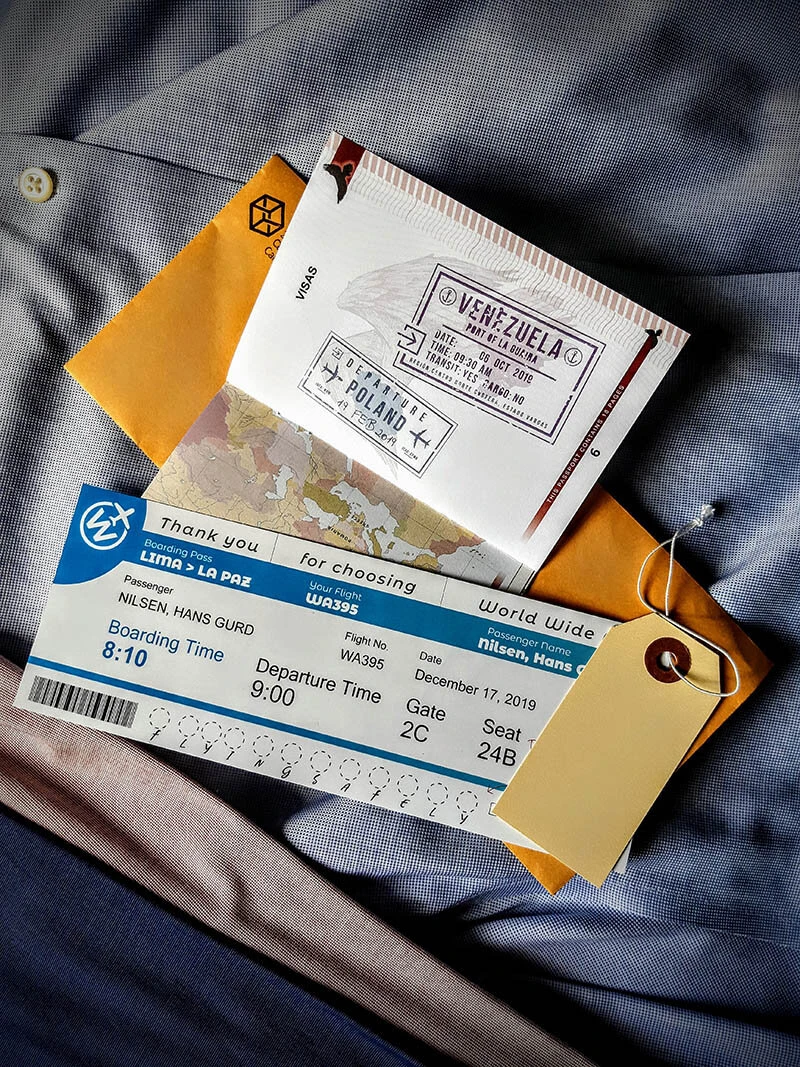 VISAS
VENEZUELA
PORT OF LA GUEIRA
DATE: 06 OCT 2019
TIME: 09:30 AM
TRANSIT: YES, CARGO: NO
DEPARTURE
POLAND
19 FEB 2019
THIS PASSPORT CONTAINS 18 PAGES
6
Thank you for choosing World Wide
Boarding Pass
LIMA > LA PAZ
Your Flight
WA395
Passenger Name
Nilsen, Hans G
Passenger
NILSEN, HANS GURD
Flight No.
WA395
Date
December 17, 2019
Boarding Time
8:10
Departure Time
9:00
Gate
2C
Seat
24B
FLYINGSAFELY